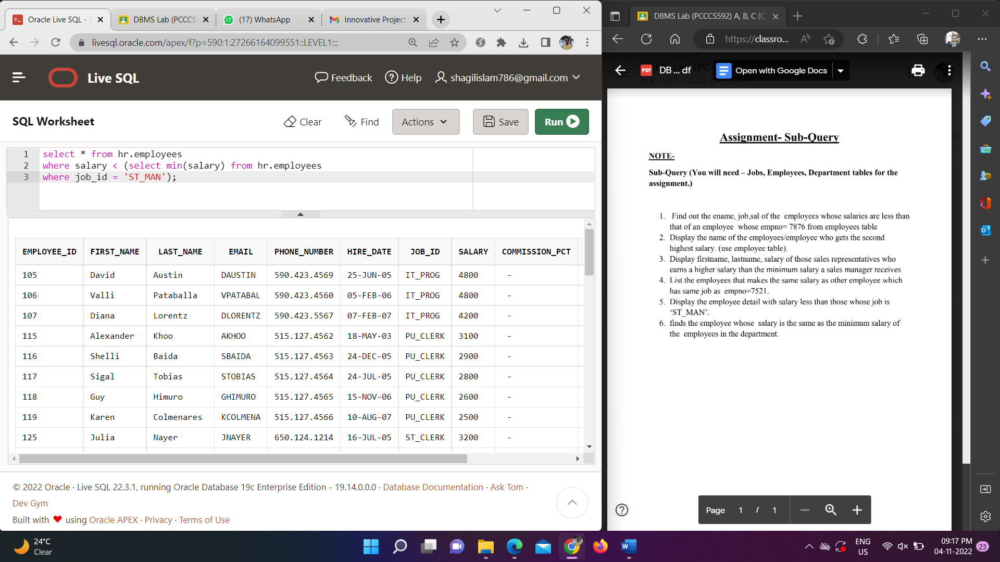 Oracle Live SQL - S
DBMS Lab (PCCCS
(17) WhatsApp
Innovative Project
livesql.oracle.com/apex/f?p=590:1:27266164099551::LEVEL1:::
Live SQL
Feedback
Help
shagilislam786@gmail.com
SQL Worksheet
Clear
Find
Actions
Save
Run
1 select * from hr.employees
2 where salary < (select min(salary) from hr.employees
3 where job_id = 'ST_MAN');
EMPLOYEE_ID FIRST_NAME LAST_NAME EMAIL PHONE_NUMBER HIRE_DATE JOB_ID SALARY COMMISSION_PCT
105 David Austin DAUSTIN 590.423.4569 25-JUN-05 IT_PROG 4800 -
106 Valli Pataballa VPATABAL 590.423.4560 05-FEB-06 IT_PROG 4800 -
107 Diana Lorentz DLORENTZ 590.423.5567 07-FEB-07 IT_PROG 4200 -
115 Alexander Khoo AKHOO 515.127.4562 18-MAY-03 PU_CLERK 3100 -
116 Shelli Baida SBAIDA 515.127.4563 24-DEC-05 PU_CLERK 2900 -
117 Sigal Tobias STOBIAS 515.127.4564 24-JUL-05 PU_CLERK 2800 -
118 Guy Himuro GHIMURO 515.127.4565 15-NOV-06 PU_CLERK 2600 -
119 Karen Colmenares KCOLMENA 515.127.4566 10-AUG-07 PU_CLERK 2500 -
125 Julia Nayer JNAYER 650.124.1214 16-JUL-05 ST_CLERK 3200 -
© 2022 Oracle · Live SQL 22.3.1, running Oracle Database 19c Enterprise Edition - 19.14.0.0.0 · Database Documentation · Ask Tom ·
Dev Gym
Built with ❤ using Oracle APEX · Privacy · Terms of Use
DBMS Lab (PCCCS592) A, B, C (C
https://classro...
PDF
DB ... df
Open with Google Docs
Assignment- Sub-Query
NOTE-
Sub-Query (You will need – Jobs, Employees, Department tables for the
assignment.)
1. Find out the ename, job,sal of the employees whose salaries are less than
that of an employee whose empno= 7876 from employees table
2. Display the name of the employees/employee who gets the second
highest salary. (use employee table).
3. Display firstname, lastname, salary of those sales representatives who
earns a higher salary than the minimum salary a sales manager receives
4. List the employees that makes the same salary as other employee which
has same job as empno=7521.
5. Display the employee detail with salary less than those whose job is
‘ST_MAN’.
6. finds the employee whose salary is the same as the minimum salary of
the employees in the department.
Page 1 / 1
24°C
Clear
ENG
US
09:17 PM
04-11-2022
23